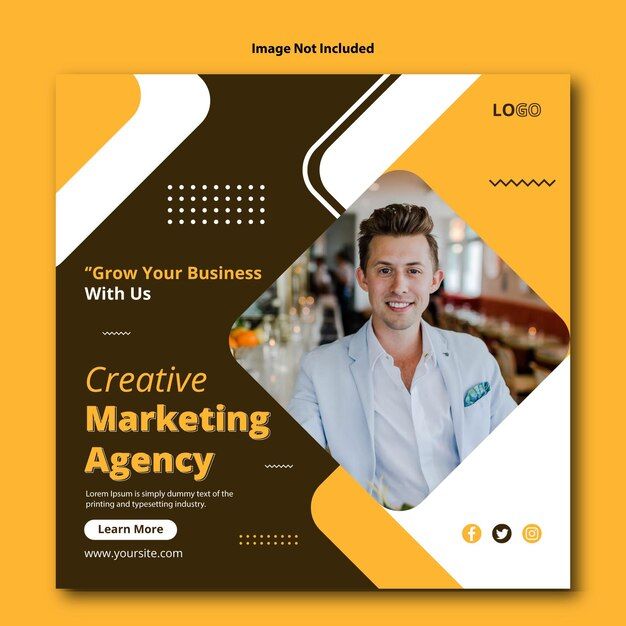 Image Not Included
LOGO
“Grow Your Business
With Us
Creative
Marketing
Agency
Lorem Ipsum is simply dummy text of the
printing and typesetting industry.
Learn More
www.yoursite.com